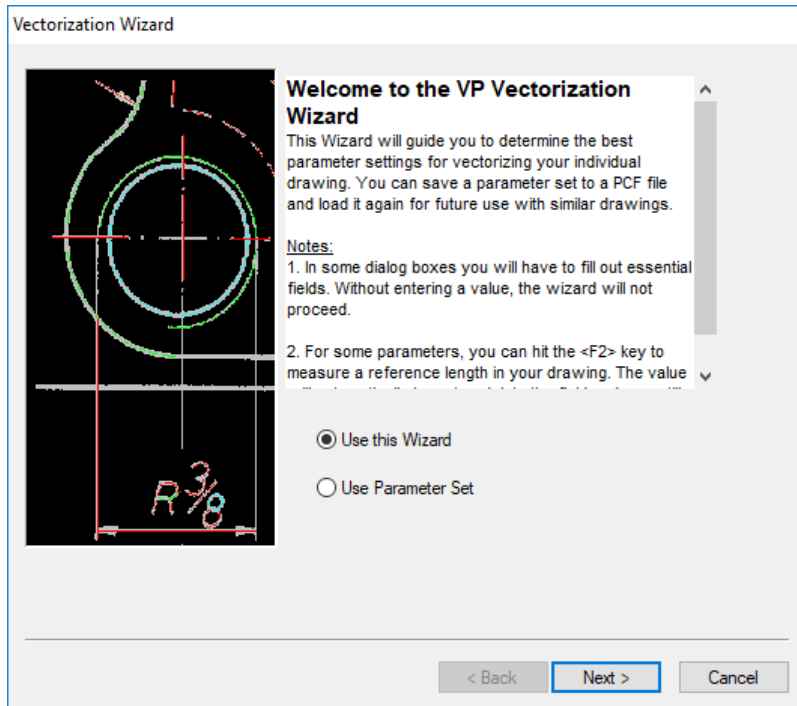 Vectorization Wizard
Welcome to the VP Vectorization
Wizard
This Wizard will guide you to determine the best
parameter settings for vectorizing your individual
drawing. You can save a parameter set to a PCF file
and load it again for future use with similar drawings.
Notes:
1. In some dialog boxes you will have to fill out essential
fields. Without entering a value, the wizard will not
proceed.
2. For some parameters, you can hit the <F2> key to
measure a reference length in your drawing. The value
Use this Wizard
Use Parameter Set
R 3/8
< Back
Next >
Cancel